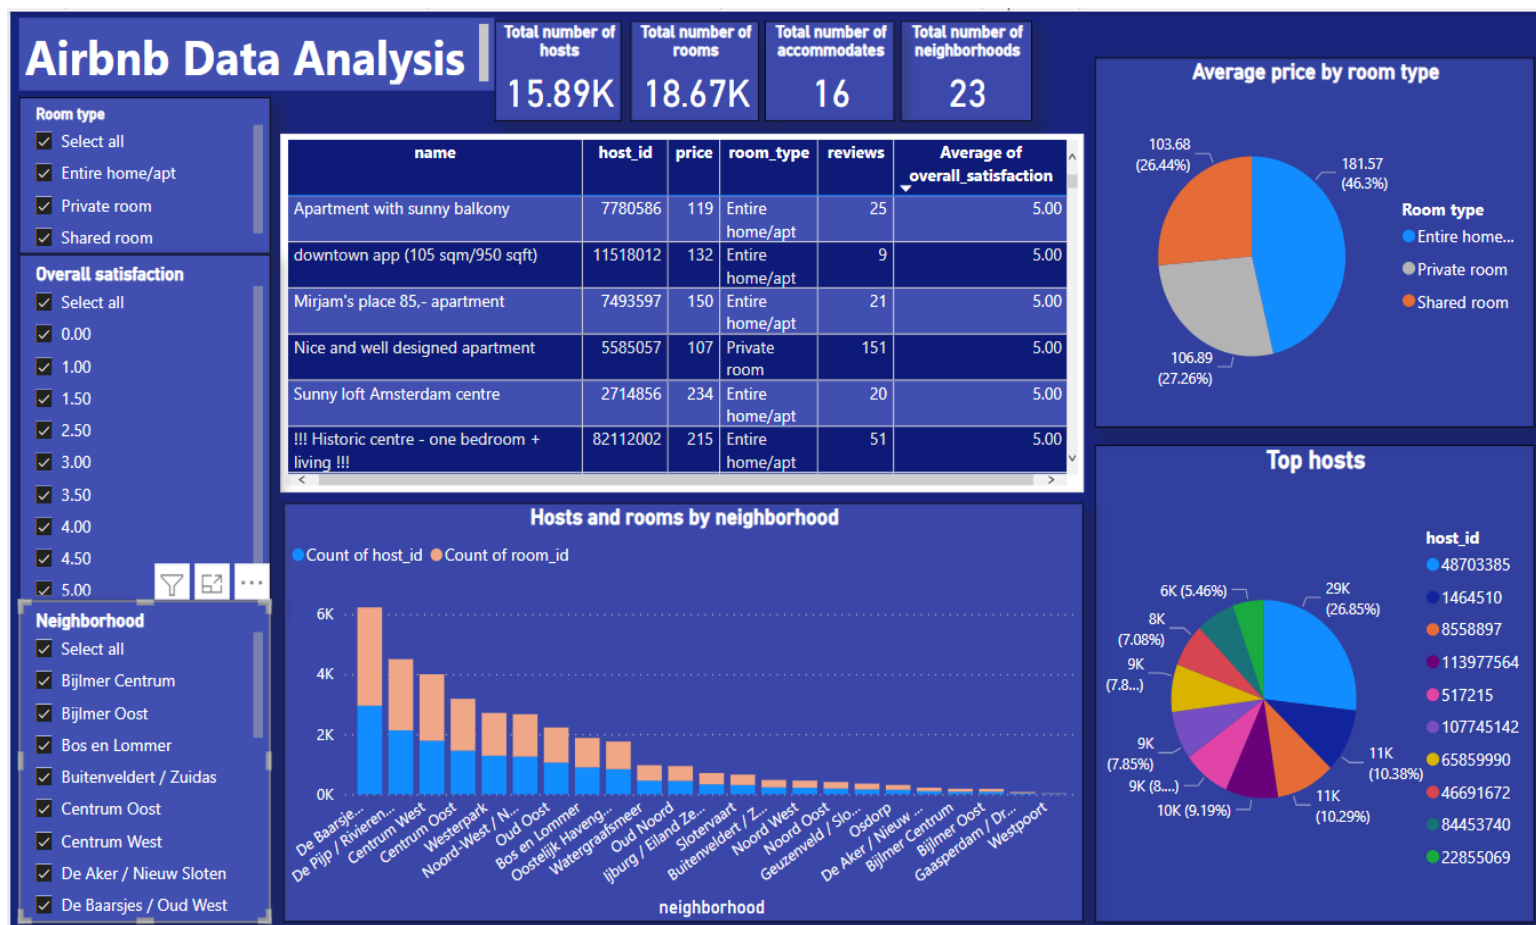 Airbnb Data Analysis
Total number of
hosts
15.89K
Total number of
rooms
18.67K
Total number of
accommodates
16
Total number of
neighborhoods
23
Room type
Select all
Entire home/apt
Private room
Shared room
Overall satisfaction
Select all
0.00
1.00
1.50
2.50
3.00
3.50
4.00
4.50
5.00
Neighborhood
Select all
Bijlmer Centrum
Bijlmer Oost
Bos en Lommer
Buitenveldert / Zuidas
Centrum Oost
Centrum West
De Aker / Nieuw Sloten
De Baarsjes / Oud West
name host_id price room_type reviews Average of
overall_satisfaction
Apartment with sunny balkony 7780586 119 Entire 25 5.00
home/apt
downtown app (105 sqm/950 sqft) 11518012 132 Entire 9 5.00
home/apt
Mirjam's place 85,- apartment 7493597 150 Entire 21 5.00
home/apt
Nice and well designed apartment 5585057 107 Private 151 5.00
room
Sunny loft Amsterdam centre 2714856 234 Entire 20 5.00
home/apt
!!! Historic centre - one bedroom + 82112002 215 Entire 51 5.00
living !!! home/apt
Hosts and rooms by neighborhood
Count of host_id Count of room_id
6K
4K
2K
0K
De Baarsje...
De Pijp / Rivieren...
Centrum West
Centrum Oost
Westerpark
Noord-West / N...
Oud Oost
Bos en Lommer
Oostelijk Haveng...
Watergraafsmeer
Oud Noord
Ijburg / Eiland Ze...
Slotervaart
Buitenveldert / Z...
Noord West
Noord Oost
Geuzenveld / Slo...
Osdorp
De Aker / Nieuw ...
Bijlmer Centrum
Bijlmer Oost
Gaasperdam / Dr...
Westpoort
neighborhood
Average price by room type
103.68
(26.44%)
181.57
(46.3%)
106.89
(27.26%)
Room type
Entire home...
Private room
Shared room
Top hosts
6K (5.46%)
29K
(26.85%)
8K
(7.08%)
9K
(7.8...)
9K
(7.85%)
9K (8....)
10K (9.19%)
11K
(10.29%)
11K
(10.38%)
host_id
48703385
1464510
8558897
113977564
517215
107745142
65859990
46691672
84453740
22855069